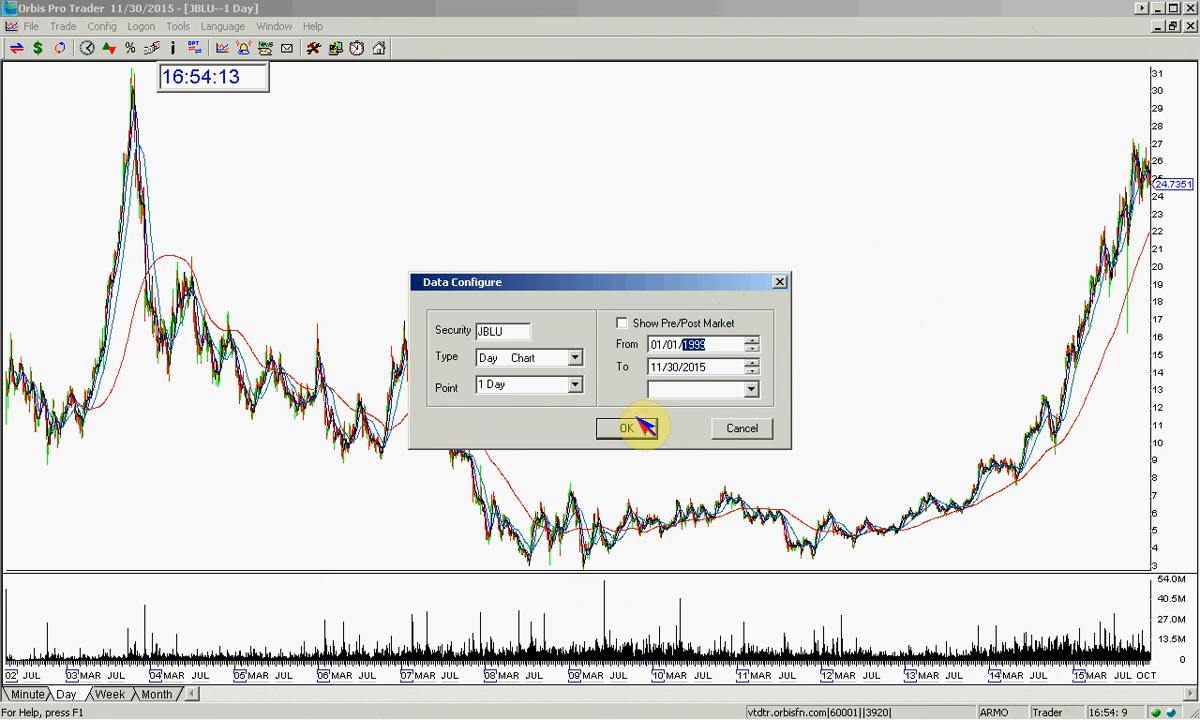 Orbis Pro Trader 11/30/2015 - [JBLU--1 Day]
File Trade Config Logon Tools Language Window Help
16:54:13
31
30
29
28
27
26
25
24.7351
24
23
22
21
20
19
18
17
16
15
14
13
12
11
10
9
8
7
6
5
4
3
Data Configure
Security JBLU
Type Day Chart
Point 1 Day
Show Pre/Post Market
From 01/01/1999
To 11/30/2015
OK Cancel
54.0M
40.5M
27.0M
13.5M
0
02 JUL 03 MAR JUL 04 MAR JUL 05 MAR JUL 06 MAR JUL 07 MAR JUL 08 MAR JUL 09 MAR JUL 10 MAR JUL 11 MAR JUL 12 MAR JUL 13 MAR JUL 14 MAR JUL 15 MAR JUL OCT
Minute Day Week Month
For Help, press F1 vtdtr.orbisfn.com|60001||3920| ARMO Trader 16:54: 9